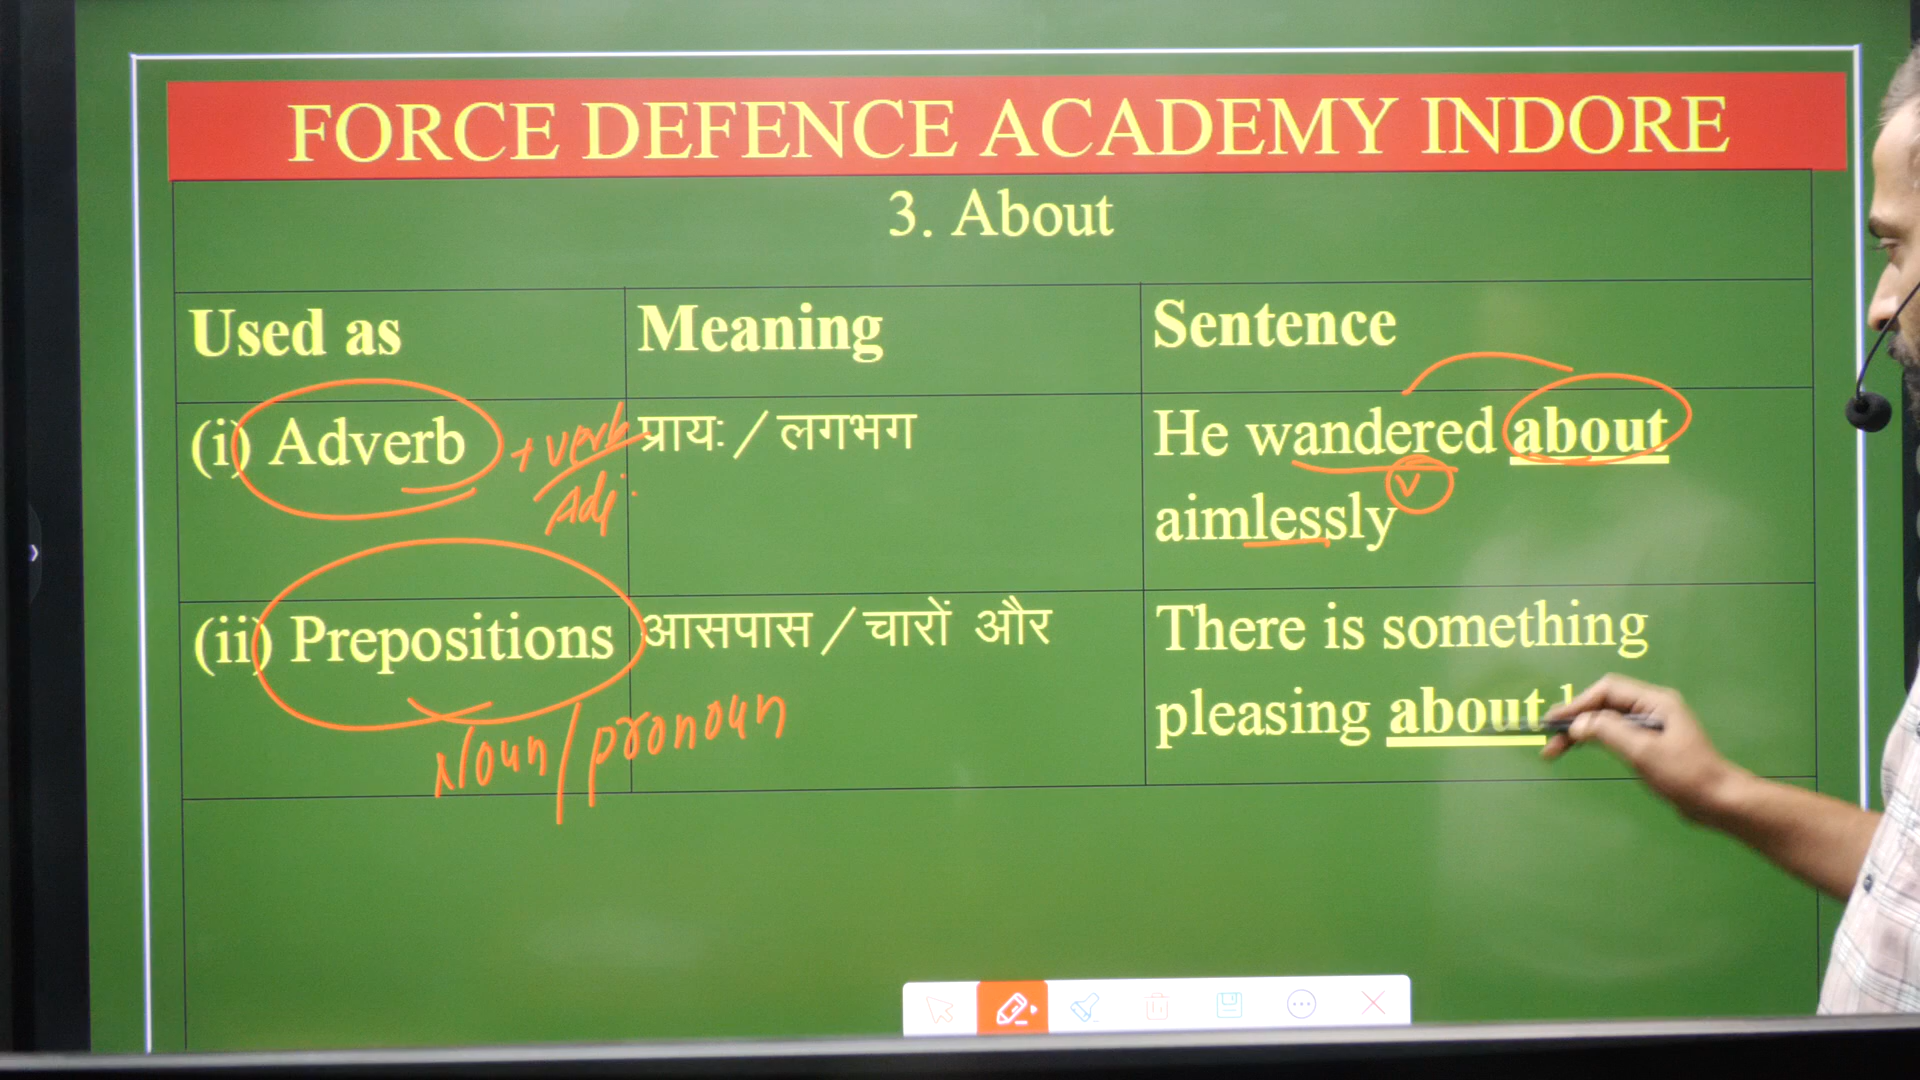 FORCE DEFENCE ACADEMY INDORE
3. About
Used as
Meaning
Sentence
(i) Adverb
+ verb
Adj.
प्रायः / लगभग
He wandered about
v
aimlessly
(ii) Prepositions
आसपास / चारों और
There is something
pleasing about
Noun/pronoun